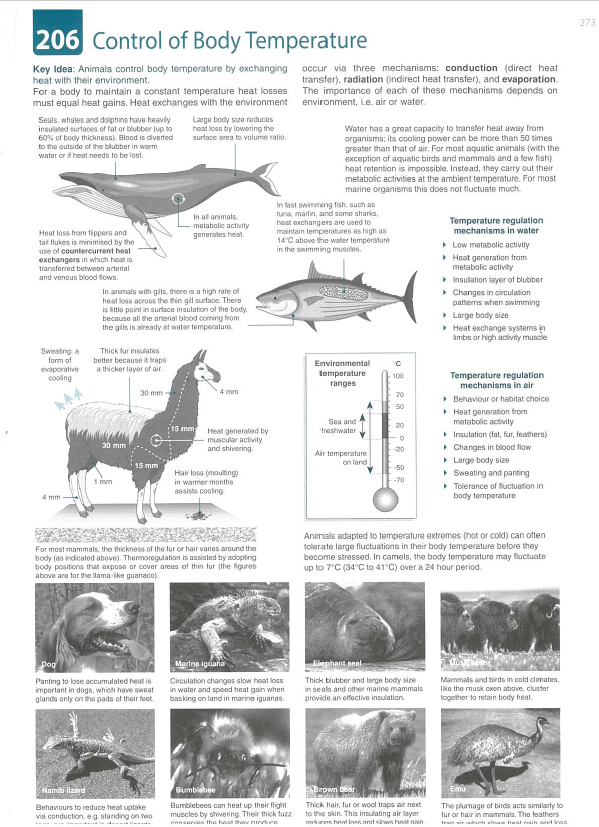 273
206 Control of Body Temperature
Key Idea: Animals control body temperature by exchanging
heat with their environment.
For a body to maintain a constant temperature heat losses
must equal heat gains. Heat exchanges with the environment
occur via three mechanisms: conduction (direct heat
transfer), radiation (indirect heat transfer), and evaporation.
The importance of each of these mechanisms depends on
environment, i.e. air or water.
Seals, whales and dolphins have heavily
insulated surfaces of fat or blubber (up to
60% of body thickness). Blood is diverted
to the outside of the blubber in warm
water or if heat needs to be lost.
Large body size reduces
heat loss by lowering the
surface area to volume ratio.
Water has a great capacity to transfer heat away from
organisms; its cooling power can be more than 50 times
greater than that of air. For most aquatic animals (with the
exception of aquatic birds and mammals and a few fish)
heat retention is impossible. Instead, they carry out their
metabolic activities at the ambient temperature. For most
marine organisms this does not fluctuate much.
In all animals,
metabolic activity
generates heat.
Heat loss from flippers and
tail flukes is minimised by the
use of countercurrent heat
exchangers in which heat is
transferred between arterial
and venous blood flows.
In fast swimming fish, such as
tuna, marlin, and some sharks,
heat exchangers are used to
maintain temperatures as high as
14°C above the water temperature
in the swimming muscles.
In animals with gills, there is a high rate of
heat loss across the thin gill surface. There
is little point in surface insulation of the body,
because all the arterial blood coming from
the gills is already at water temperature.
Temperature regulation
mechanisms in water
Low metabolic activity
Heat generation from
metabolic activity
Insulation layer of blubber
Changes in circulation
patterns when swimming
Large body size
Heat exchange systems in
limbs or high activity muscle
Sweating: a
form of
evaporative
cooling
Thick fur insulates
better because it traps
a thicker layer of air.
30 mm
4 mm
15 mm
30 mm
15 mm
1 mm
4 mm
Heat generated by
muscular activity
and shivering.
Hair loss (moulting)
in warmer months
assists cooling.
Environmental
temperature
ranges
°C
100
70
50
20
0
-20
-50
-70
Sea and
freshwater
Air temperature
on land
Temperature regulation
mechanisms in air
Behaviour or habitat choice
Heat generation from
metabolic activity
Insulation (fat, fur, feathers)
Changes in blood flow
Large body size
Sweating and panting
Tolerance of fluctuation in
body temperature
For most mammals, the thickness of the fur or hair varies around the
body (as indicated above). Thermoregulation is assisted by adopting
body positions that expose or cover areas of thin fur (the figures
above are for the llama-like guanaco).
Animals adapted to temperature extremes (hot or cold) can often
tolerate large fluctuations in their body temperature before they
become stressed. In camels, the body temperature may fluctuate
up to 7°C (34°C to 41°C) over a 24 hour period.
Dog
Marine iguana
Elephant seal
Panting to lose accumulated heat is
important in dogs, which have sweat
glands only on the pads of their feet.
Circulation changes slow heat loss
in water and speed heat gain when
basking on land in marine iguanas.
Thick blubber and large body size
in seals and other marine mammals
provide an effective insulation.
Mammals and birds in cold climates,
like the musk oxen above, cluster
together to retain body heat.
Namib lizard
Bumblebee
Brown bear
Emu
Behaviours to reduce heat uptake
via conduction, e.g. standing on two
Bumblebees can heat up their flight
muscles by shivering. Their thick fuzz
conserves the heat they produce
Thick hair, fur or wool traps air next
to the skin. This insulating air layer
reduces heat loss and slows heat gain.
The plumage of birds acts similarly to
fur or hair in mammals. The feathers
trap air which slows heat gain and loss